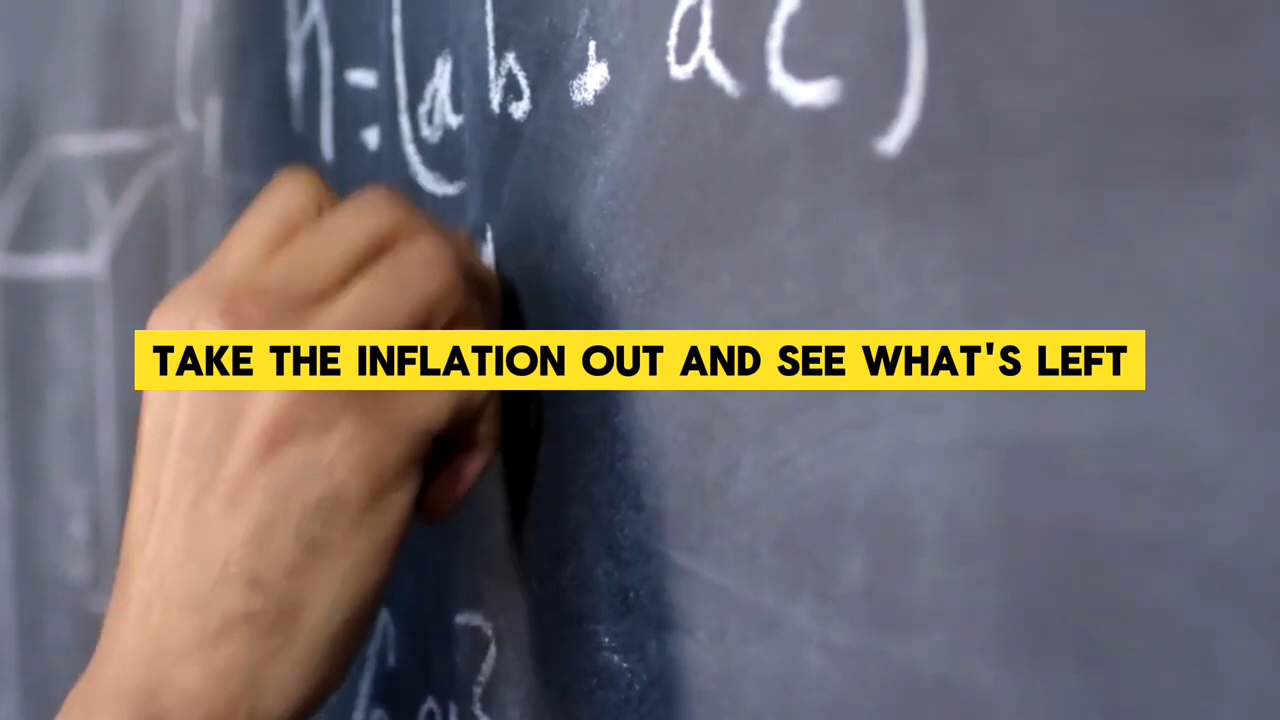 n = (ab · ac)
TAKE THE INFLATION OUT AND SEE WHAT'S LEFT